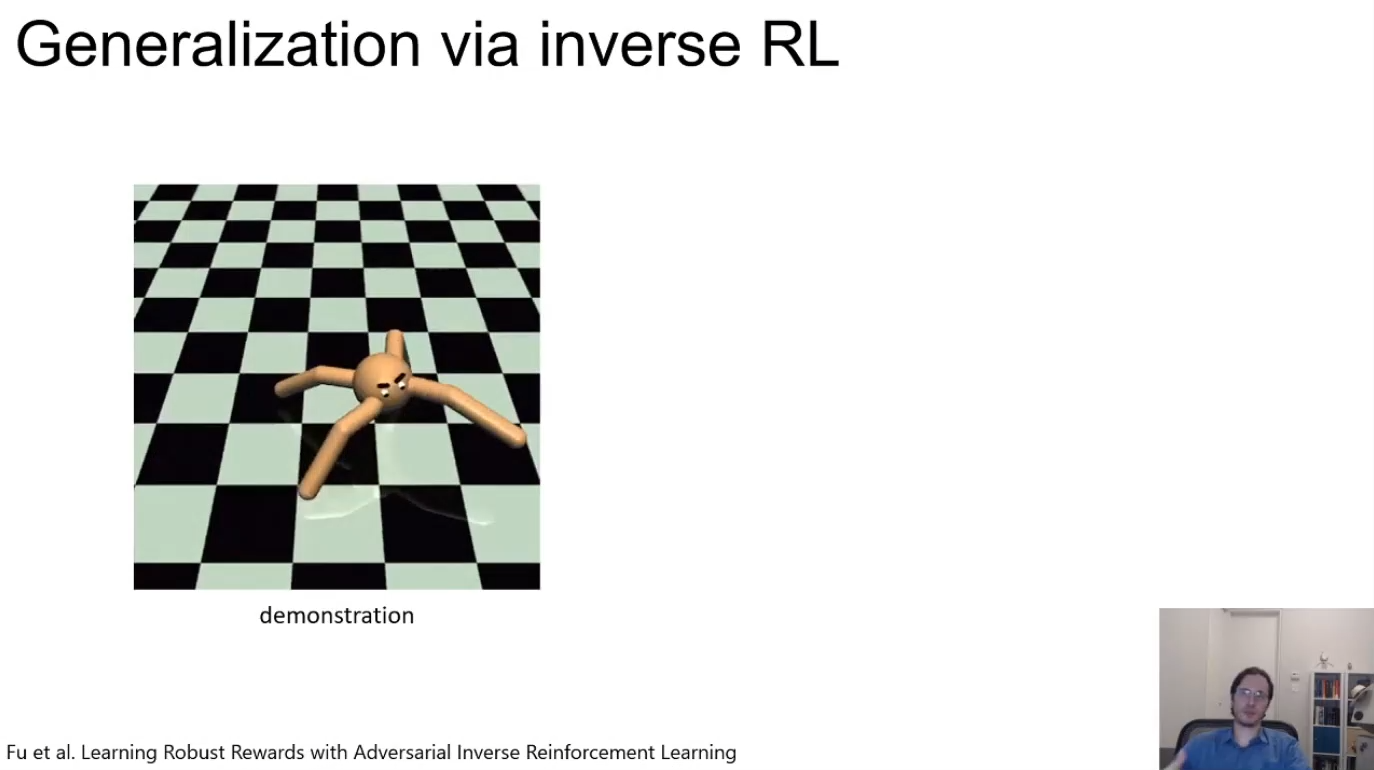 Generalization via inverse RL
demonstration
Fu et al. Learning Robust Rewards with Adversarial Inverse Reinforcement Learning